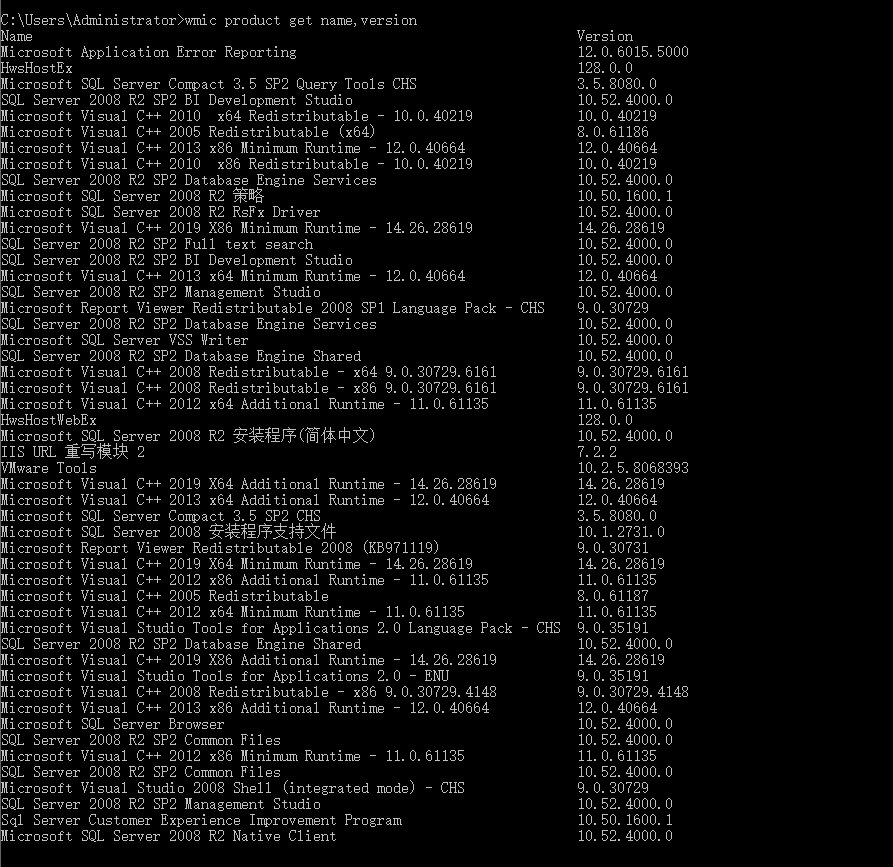 C:\Users\Administrator>wmic product get name,version
Name Version
Microsoft Application Error Reporting 12.0.6015.5000
HwsHostEx 128.0.0
Microsoft SQL Server Compact 3.5 SP2 Query Tools CHS 3.5.8080.0
SQL Server 2008 R2 SP2 BI Development Studio 10.52.4000.0
Microsoft Visual C++ 2010  x64 Redistributable - 10.0.40219 10.0.40219
Microsoft Visual C++ 2005 Redistributable (x64) 8.0.61186
Microsoft Visual C++ 2013 x86 Minimum Runtime - 12.0.40664 12.0.40664
Microsoft Visual C++ 2010  x86 Redistributable - 10.0.40219 10.0.40219
SQL Server 2008 R2 SP2 Database Engine Services 10.52.4000.0
Microsoft SQL Server 2008 R2 策略 10.50.1600.1
Microsoft SQL Server 2008 R2 RsFx Driver 10.52.4000.0
Microsoft Visual C++ 2019 X86 Minimum Runtime - 14.26.28619 14.26.28619
SQL Server 2008 R2 SP2 Full text search 10.52.4000.0
SQL Server 2008 R2 SP2 BI Development Studio 10.52.4000.0
Microsoft Visual C++ 2013 x64 Minimum Runtime - 12.0.40664 12.0.40664
SQL Server 2008 R2 SP2 Management Studio 10.52.4000.0
Microsoft Report Viewer Redistributable 2008 SP1 Language Pack - CHS 9.0.30729
SQL Server 2008 R2 SP2 Database Engine Services 10.52.4000.0
Microsoft SQL Server VSS Writer 10.52.4000.0
SQL Server 2008 R2 SP2 Database Engine Shared 10.52.4000.0
Microsoft Visual C++ 2008 Redistributable - x64 9.0.30729.6161 9.0.30729.6161
Microsoft Visual C++ 2008 Redistributable - x86 9.0.30729.6161 9.0.30729.6161
Microsoft Visual C++ 2012 x64 Additional Runtime - 11.0.61135 11.0.61135
HwsHostWebEx 128.0.0
Microsoft SQL Server 2008 R2 安装程序(简体中文) 10.52.4000.0
IIS URL 重写模块 2 7.2.2
VMware Tools 10.2.5.8068393
Microsoft Visual C++ 2019 X64 Additional Runtime - 14.26.28619 14.26.28619
Microsoft Visual C++ 2013 x64 Additional Runtime - 12.0.40664 12.0.40664
Microsoft SQL Server Compact 3.5 SP2 CHS 3.5.8080.0
Microsoft SQL Server 2008 安装程序支持文件 10.1.2731.0
Microsoft Report Viewer Redistributable 2008 (KB971119) 9.0.30731
Microsoft Visual C++ 2019 X64 Minimum Runtime - 14.26.28619 14.26.28619
Microsoft Visual C++ 2012 x86 Additional Runtime - 11.0.61135 11.0.61135
Microsoft Visual C++ 2005 Redistributable 8.0.61187
Microsoft Visual C++ 2012 x64 Minimum Runtime - 11.0.61135 11.0.61135
Microsoft Visual Studio Tools for Applications 2.0 Language Pack - CHS 9.0.35191
SQL Server 2008 R2 SP2 Database Engine Shared 10.52.4000.0
Microsoft Visual C++ 2019 X86 Additional Runtime - 14.26.28619 14.26.28619
Microsoft Visual Studio Tools for Applications 2.0 - ENU 9.0.35191
Microsoft Visual C++ 2008 Redistributable - x86 9.0.30729.4148 9.0.30729.4148
Microsoft Visual C++ 2013 x86 Additional Runtime - 12.0.40664 12.0.40664
Microsoft SQL Server Browser 10.52.4000.0
SQL Server 2008 R2 SP2 Common Files 10.52.4000.0
Microsoft Visual C++ 2012 x86 Minimum Runtime - 11.0.61135 11.0.61135
SQL Server 2008 R2 SP2 Common Files 10.52.4000.0
Microsoft Visual Studio 2008 Shell (integrated mode) - CHS 9.0.30729
SQL Server 2008 R2 SP2 Management Studio 10.52.4000.0
Sql Server Customer Experience Improvement Program 10.50.1600.1
Microsoft SQL Server 2008 R2 Native Client 10.52.4000.0